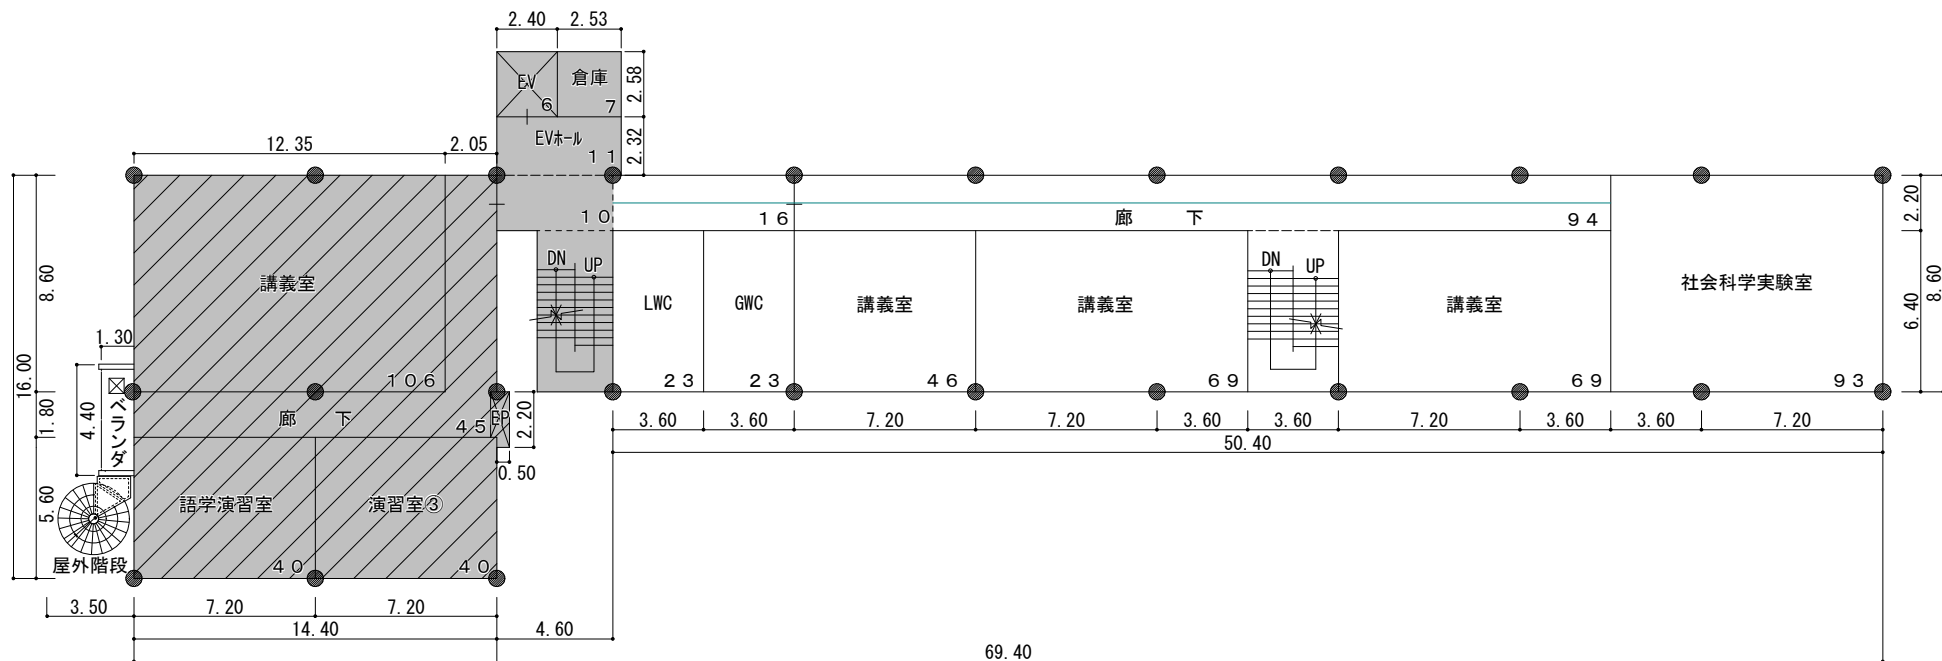 2.40 2.53
EV 6
倉庫 7
2.58
EVホール 11
2.32
12.35 2.05
10
16
廊 下
94
2.20
8.60
講義室
106
DN UP
LWC 23
GWC 23
講義室 46
講義室 69
DN UP
講義室 69
社会科学実験室 93
6.40
8.60
1.30
16.00
1.80
4.40
ベランダ
廊 下
45
EP
2.20
0.50
3.60 3.60 7.20 7.20 3.60 3.60 7.20 3.60 3.60 7.20
50.40
5.60
語学演習室 40
演習室③ 40
屋外階段
3.50 7.20 7.20
14.40 4.60
69.40